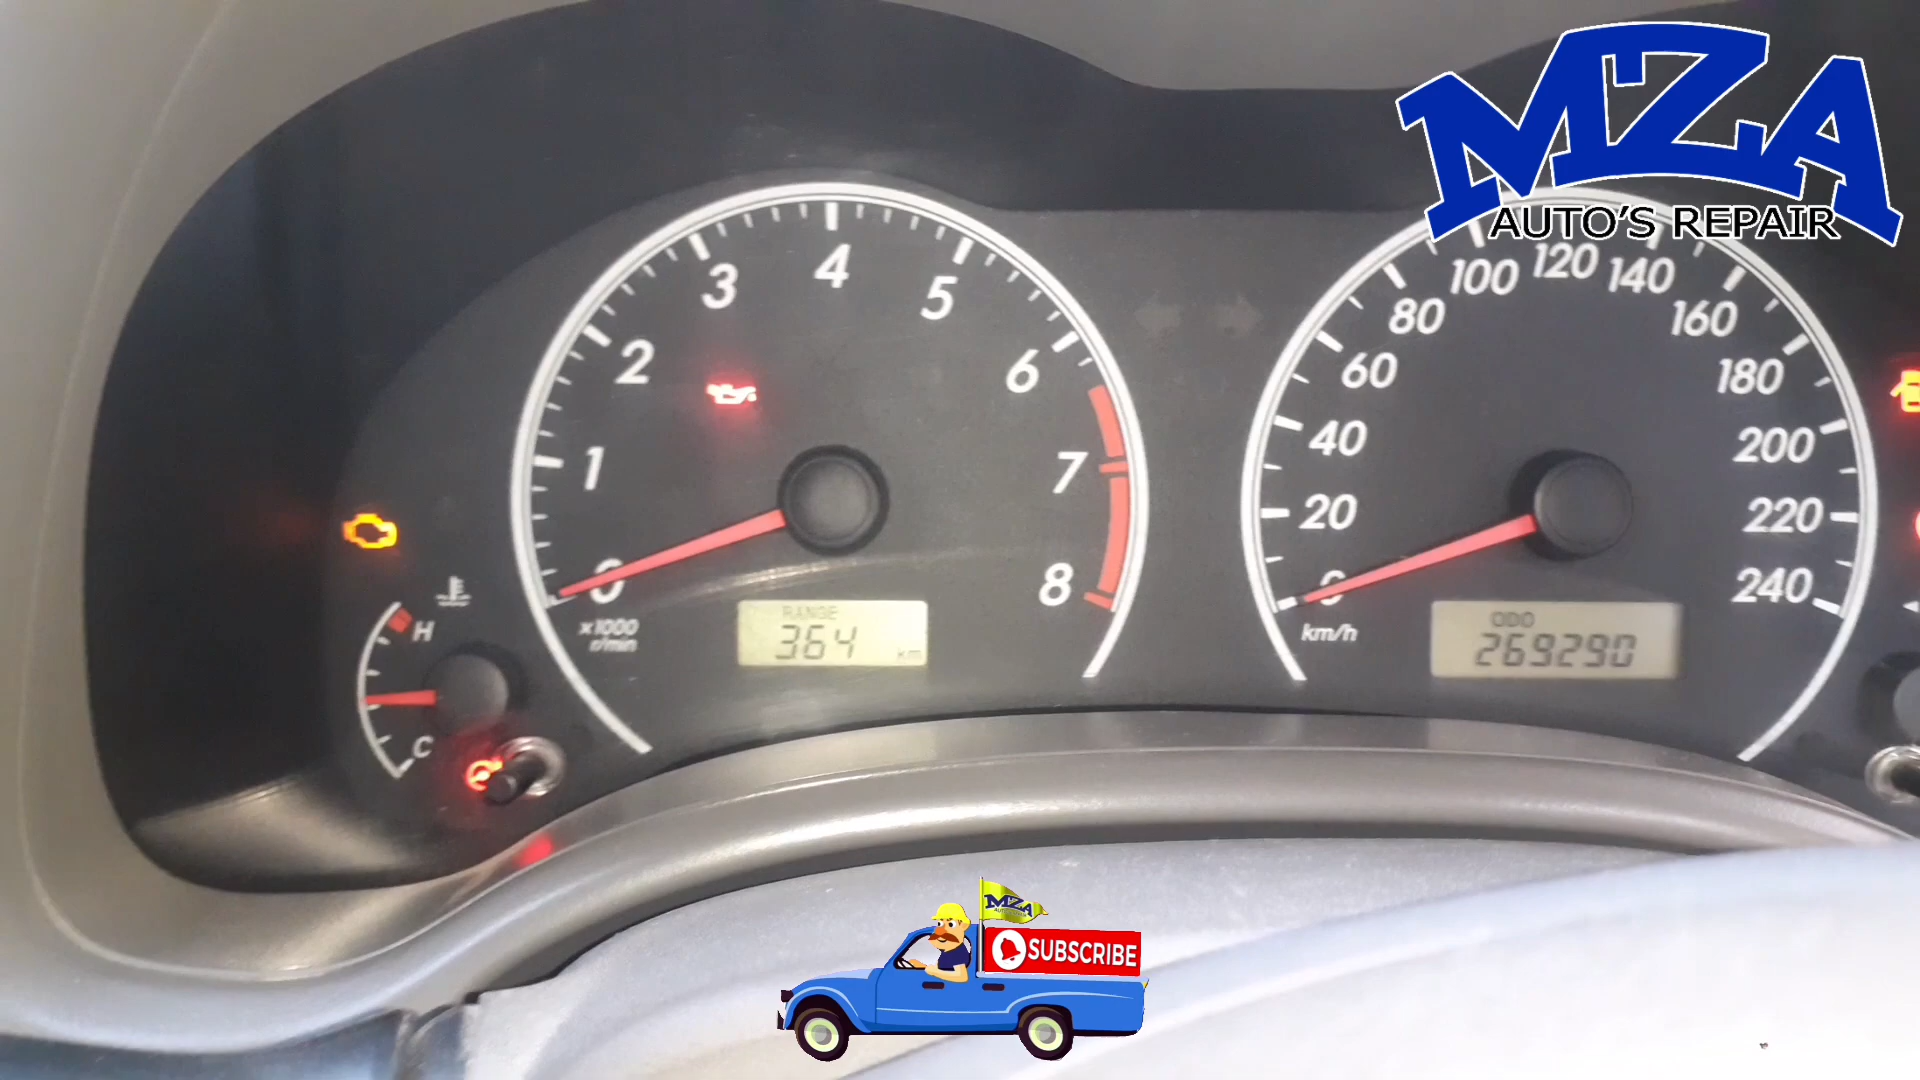 MZA
AUTO'S REPAIR
0 1 2 3 4 5 6 7 8
x1000
r/min
H
C
RANGE
364 km
0 20 40 60 80 100 120 140 160 180 200 220 240
km/h
ODO
269290
MZA
SUBSCRIBE